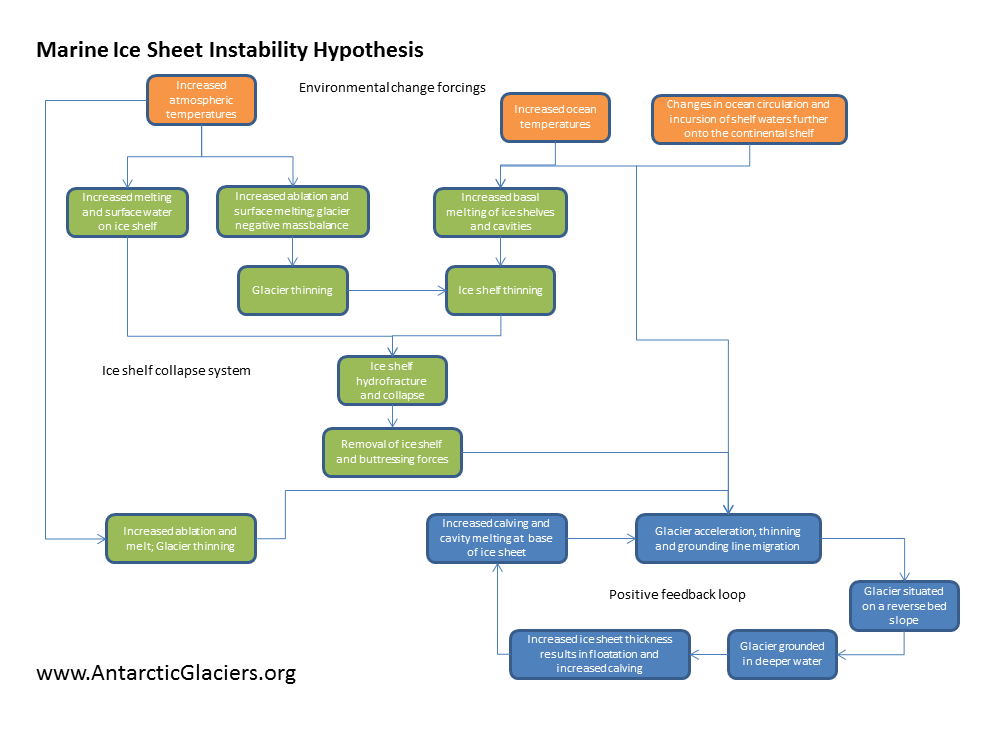 Marine Ice Sheet Instability Hypothesis
Environmental change forcings
Increased
atmospheric
temperatures
Increased ocean
temperatures
Changes in ocean circulation and
incursion of shelf waters further
onto the continental shelf
Increased melting
and surface water
on ice shelf
Increased ablation and
surface melting; glacier
negative mass balance
Increased basal
melting of ice shelves
and cavities
Glacier thinning
Ice shelf thinning
Ice shelf collapse system
Ice shelf
hydrofracture
and collapse
Removal of ice shelf
and buttressing forces
Increased ablation and
melt; Glacier thinning
Increased calving and
cavity melting at base
of ice sheet
Glacier acceleration, thinning
and grounding line migration
Positive feedback loop
Glacier situated
on a reverse bed
slope
Increased ice sheet thickness
results in floatation and
increased calving
Glacier grounded
in deeper water
www.AntarcticGlaciers.org